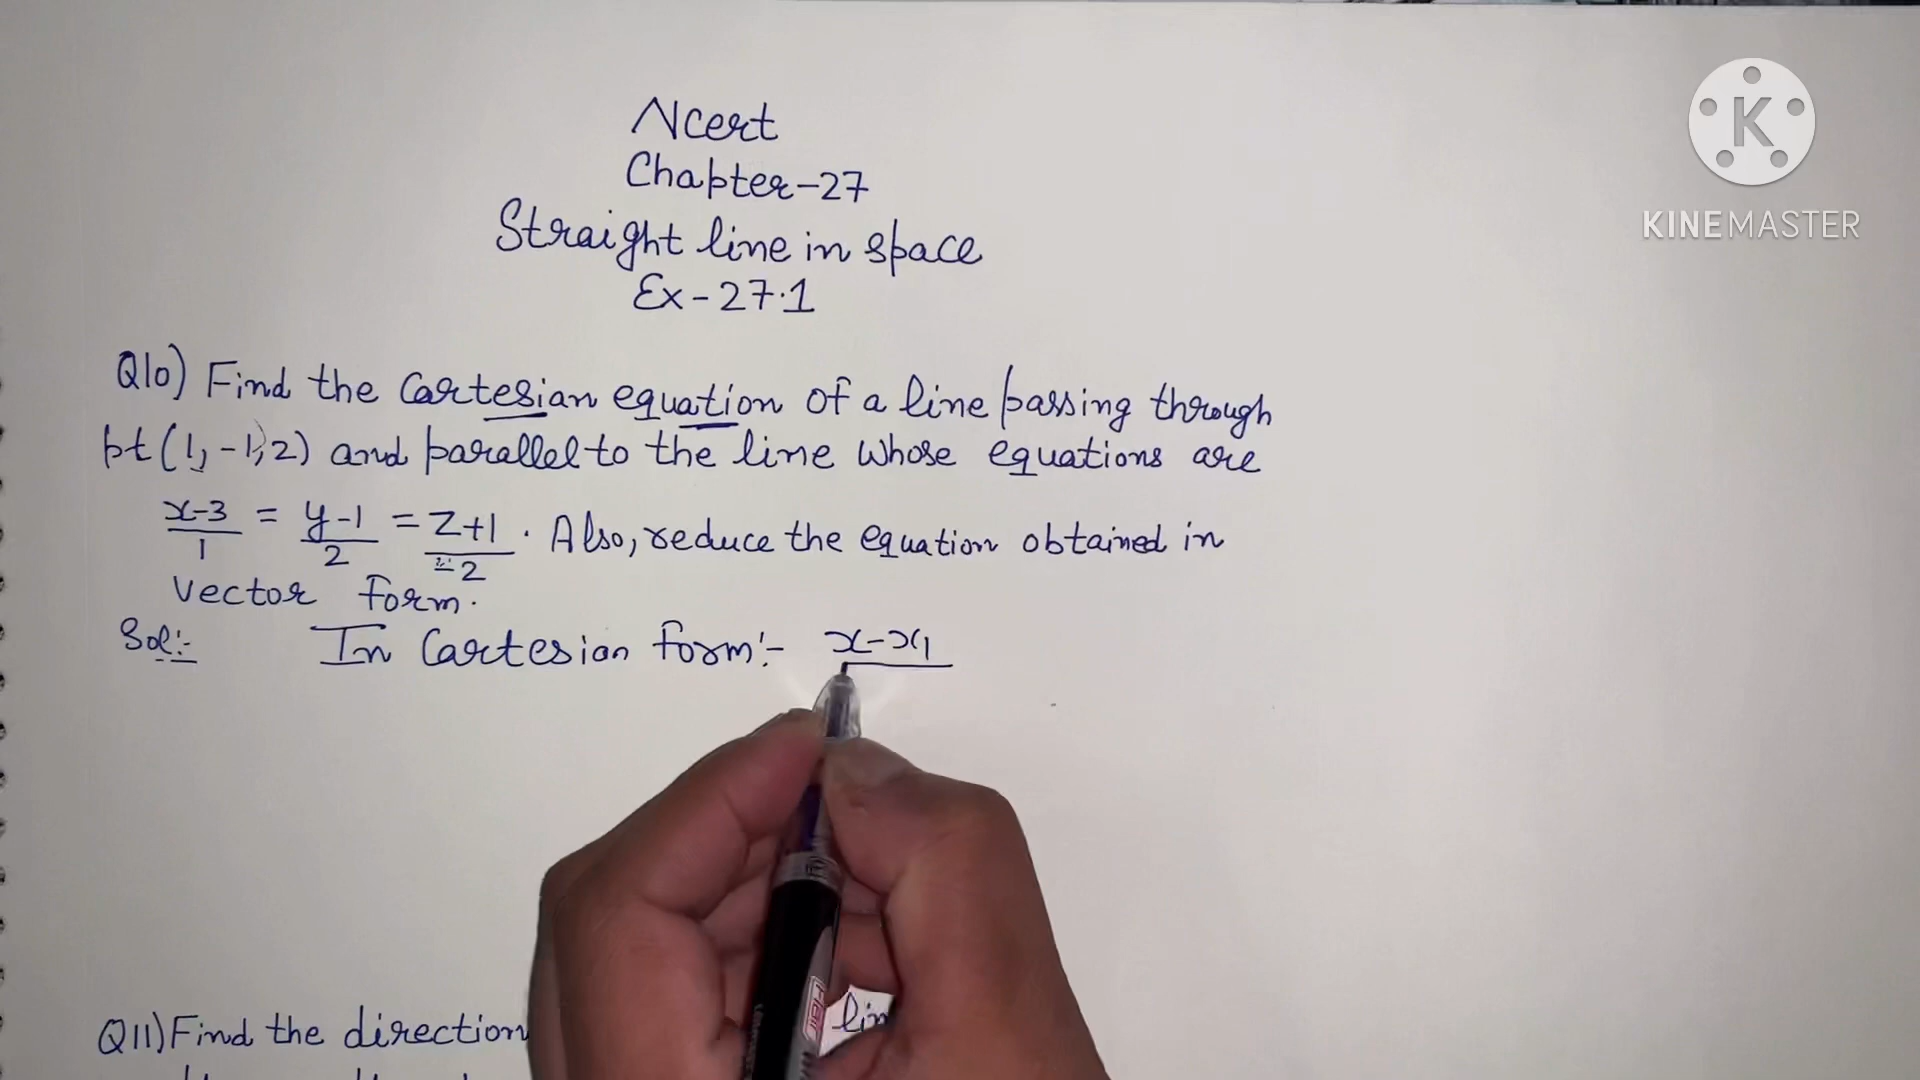 Ncert
Chapter-27
Straight line in space
Ex-27.1
Q10) Find the Cartesian equation of a line passing through
pt (1, -1, 2) and parallel to the line whose equations are
x-3/1 = y-1/2 = z+1/-2 . Also, reduce the equation obtained in
vector form.
Sol:- In Cartesian form:- x-x1
Q11) Find the direction
K
KINEMASTER